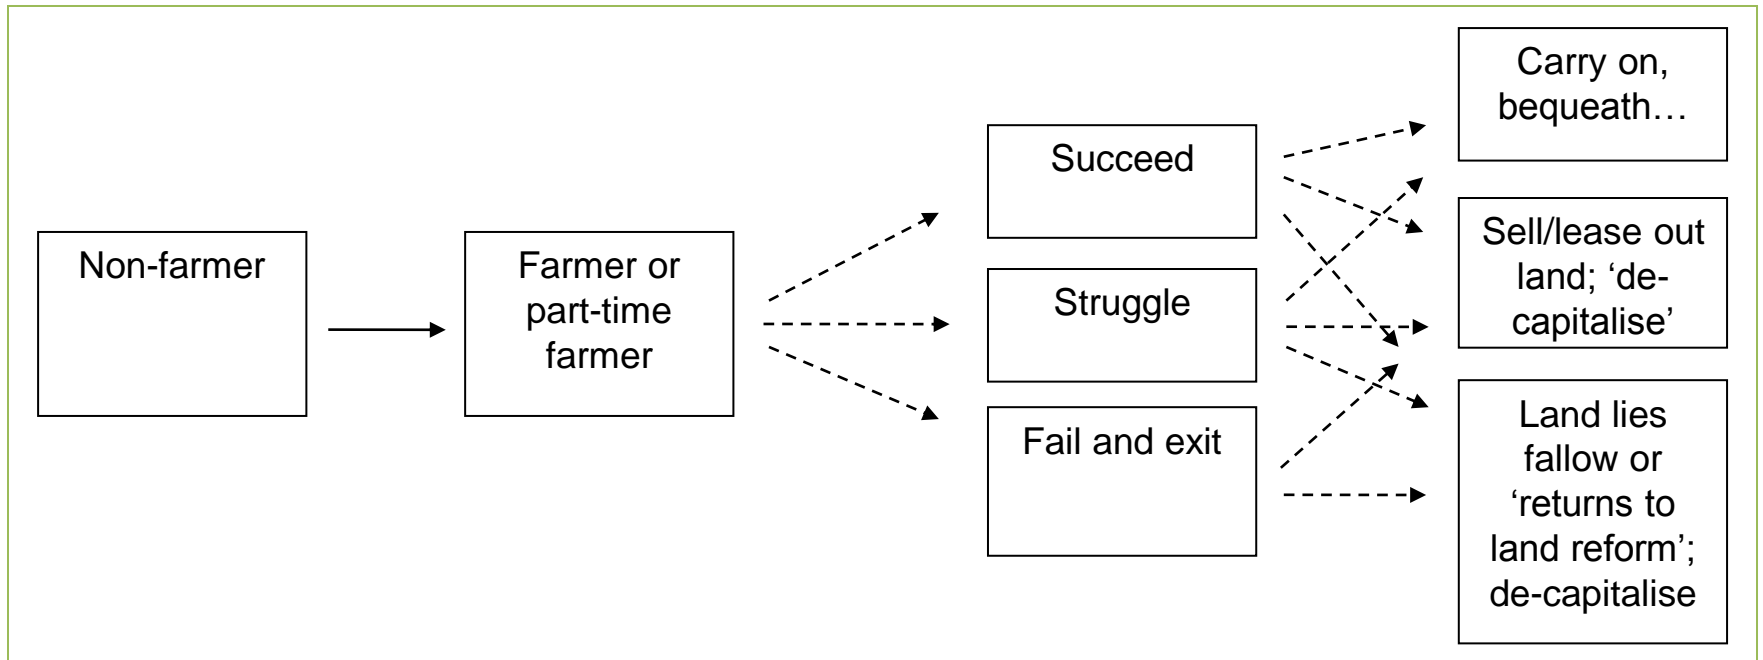 Non-farmer
Farmer or
part-time
farmer
Succeed
Struggle
Fail and exit
Carry on,
bequeath…
Sell/lease out
land; ‘de-
capitalise’
Land lies
fallow or
‘returns to
land reform’;
de-capitalise